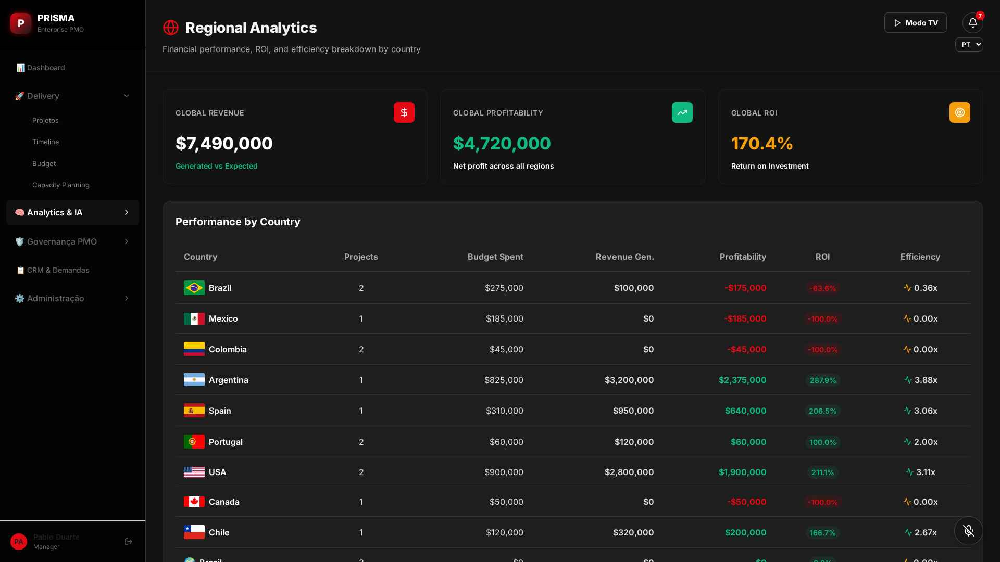 P
PRISMA
Enterprise PMO
Dashboard
Delivery
Projetos
Timeline
Budget
Capacity Planning
Analytics & IA
Governança PMO
CRM & Demandas
Administração
PA
Pablo Duarte
Manager
Regional Analytics
Financial performance, ROI, and efficiency breakdown by country
Modo TV
7
PT
GLOBAL REVENUE
$7,490,000
Generated vs Expected
GLOBAL PROFITABILITY
$4,720,000
Net profit across all regions
GLOBAL ROI
170.4%
Return on Investment
Performance by Country
Country Projects Budget Spent Revenue Gen. Profitability ROI Efficiency
Brazil 2 $275,000 $100,000 -$175,000 -63.6% 0.36x
Mexico 1 $185,000 $0 -$185,000 -100.0% 0.00x
Colombia 2 $45,000 $0 -$45,000 -100.0% 0.00x
Argentina 1 $825,000 $3,200,000 $2,375,000 287.9% 3.88x
Spain 1 $310,000 $950,000 $640,000 206.5% 3.06x
Portugal 2 $60,000 $120,000 $60,000 100.0% 2.00x
USA 2 $900,000 $2,800,000 $1,900,000 211.1% 3.11x
Canada 1 $50,000 $0 -$50,000 -100.0% 0.00x
Chile 1 $120,000 $320,000 $200,000 166.7% 2.67x
Brasil $0 $0 $0